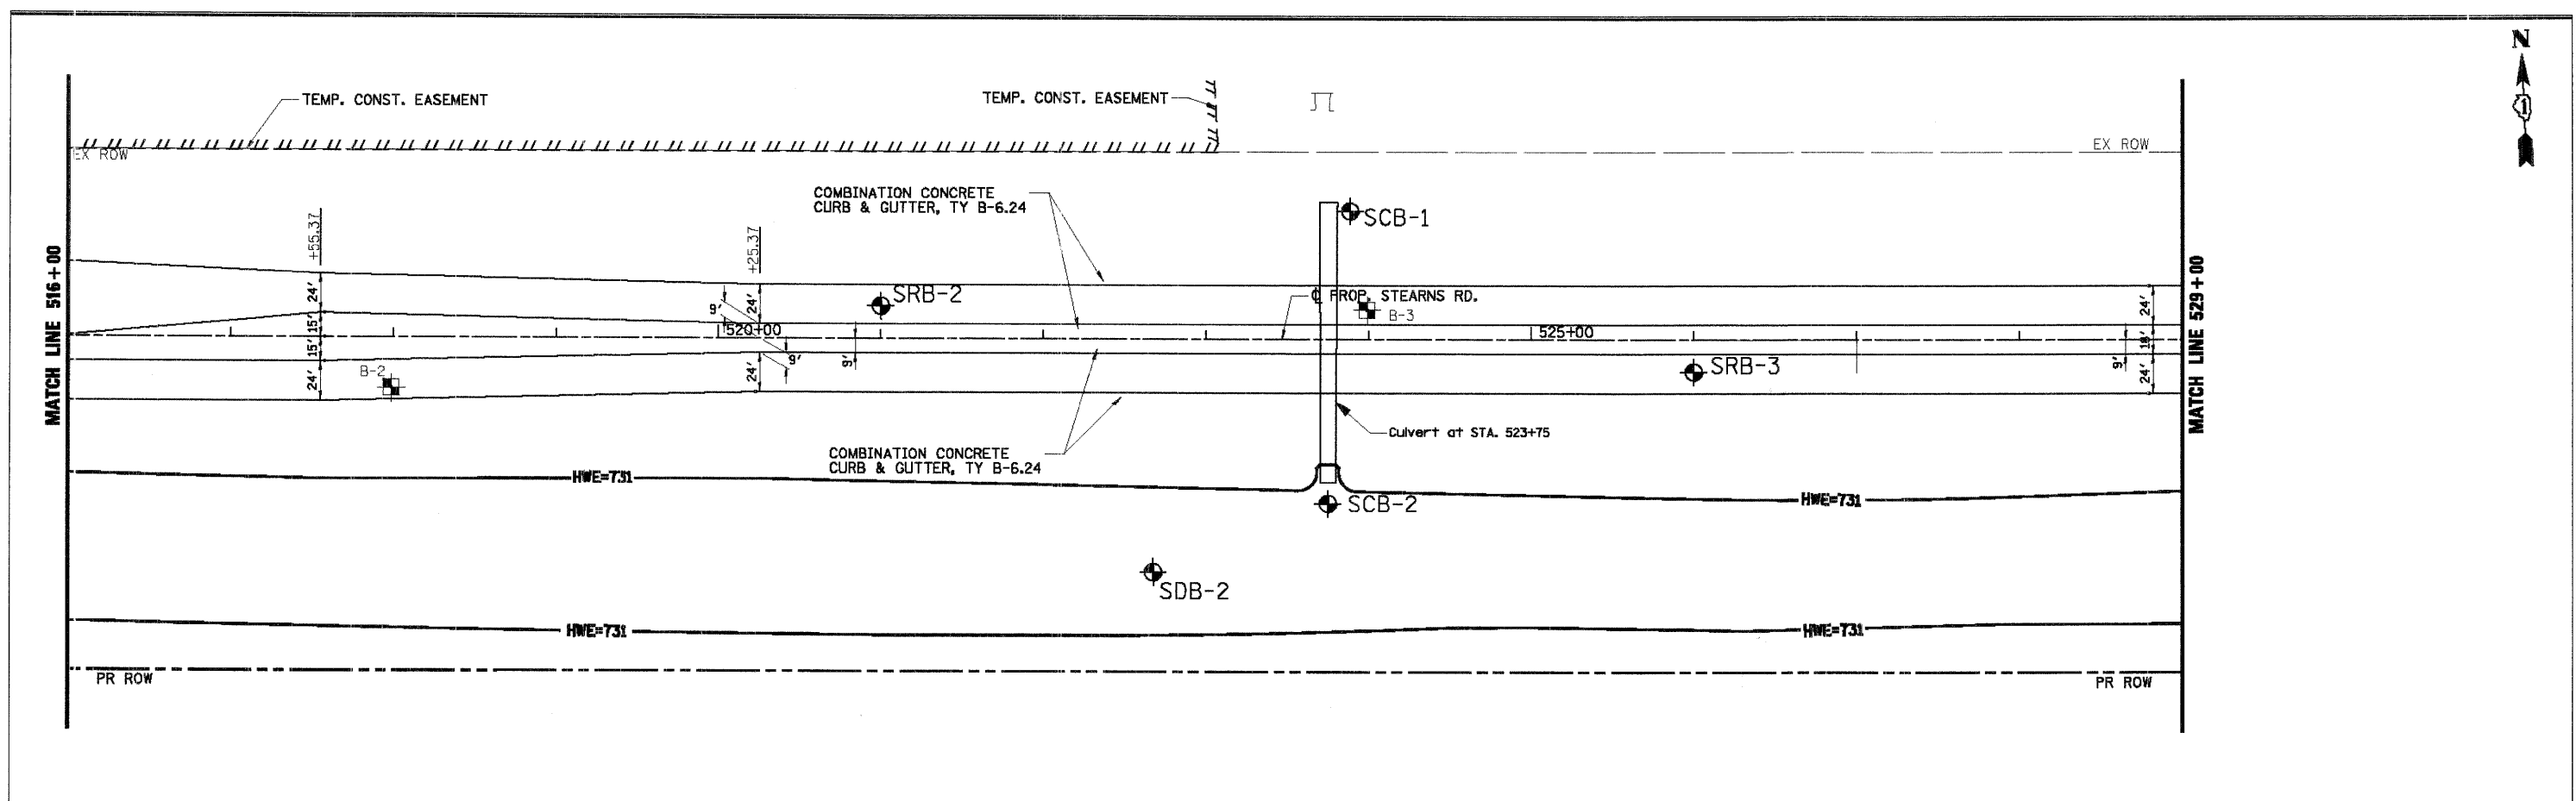 N
1
TEMP. CONST. EASEMENT
TEMP. CONST. EASEMENT
EX ROW
EX ROW
COMBINATION CONCRETE
CURB & GUTTER, TY B-6.24
SCB-1
MATCH LINE 516+00
+55.37
+25.37
MATCH LINE 529+00
24'
15'
15'
24'
9'
24'
9'
24'
9'
SRB-2
520+00
℄ PROP. STEARNS RD.
B-3
525+00
24'
18'
24'
9'
B-2
SRB-3
Culvert at STA. 523+75
COMBINATION CONCRETE
CURB & GUTTER, TY B-6.24
HWE=731
HWE=731
SCB-2
SDB-2
HWE=731
HWE=731
PR ROW
PR ROW